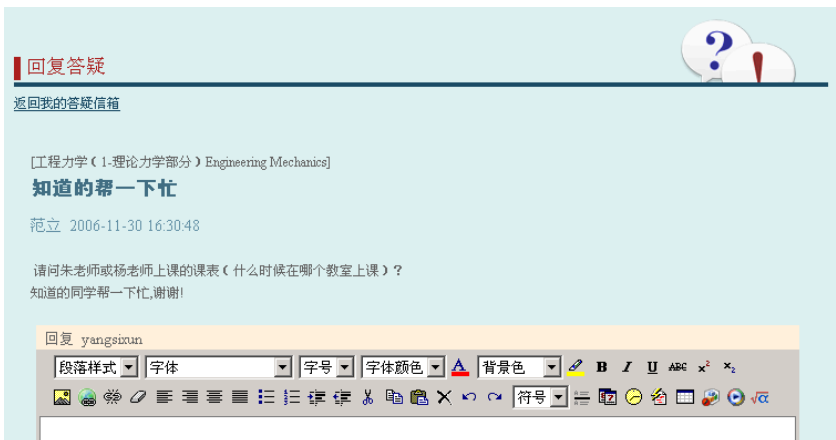 回复答疑
返回我的答疑信箱
[工程力学（1-理论力学部分）Engineering Mechanics]
知道的帮一下忙
范立 2006-11-30 16:30:48
请问朱老师或杨老师上课的课表（什么时候在哪个教室上课）?
知道的同学帮一下忙,谢谢!
回复 yangsixun
段落样式 字体 字号 字体颜色 A 背景色 B I U ABC x² ×₂
符号 √α